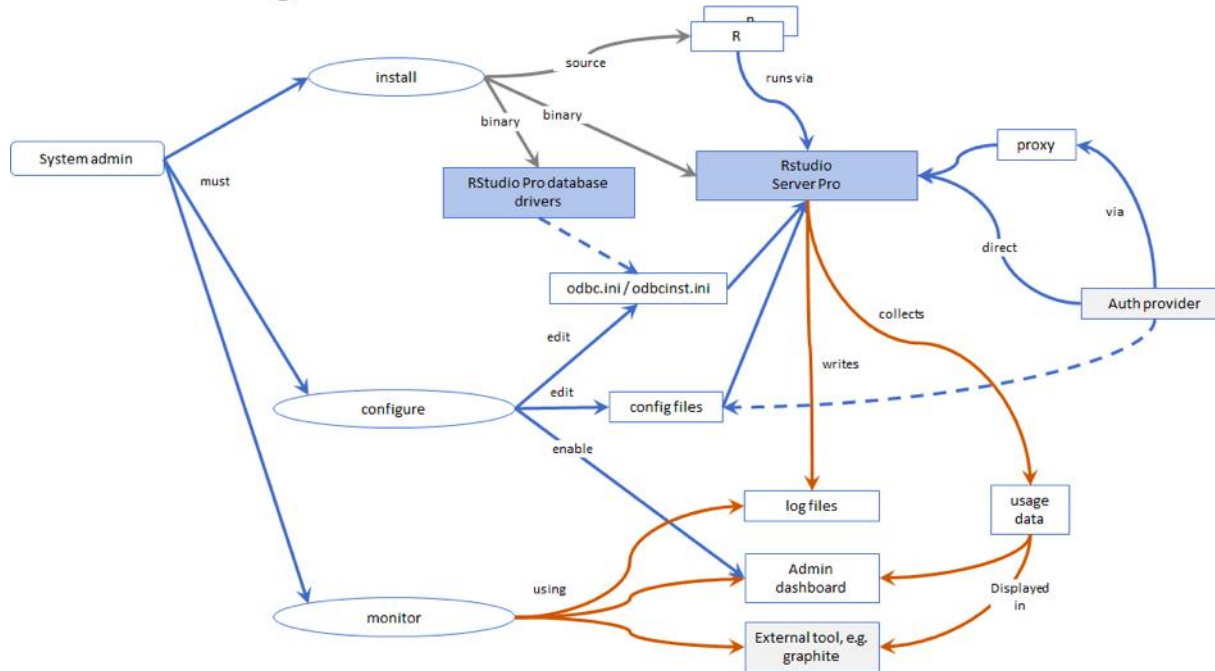 R
source
install
runs via
binary
binary
proxy
System admin
Rstudio
Server Pro
must
RStudio Pro database
drivers
via
direct
odbc.ini / odbcinst.ini
Auth provider
collects
edit
writes
edit
configure
config files
enable
log files
usage
data
Admin
dashboard
using
Displayed
in
monitor
External tool, e.g.
graphite